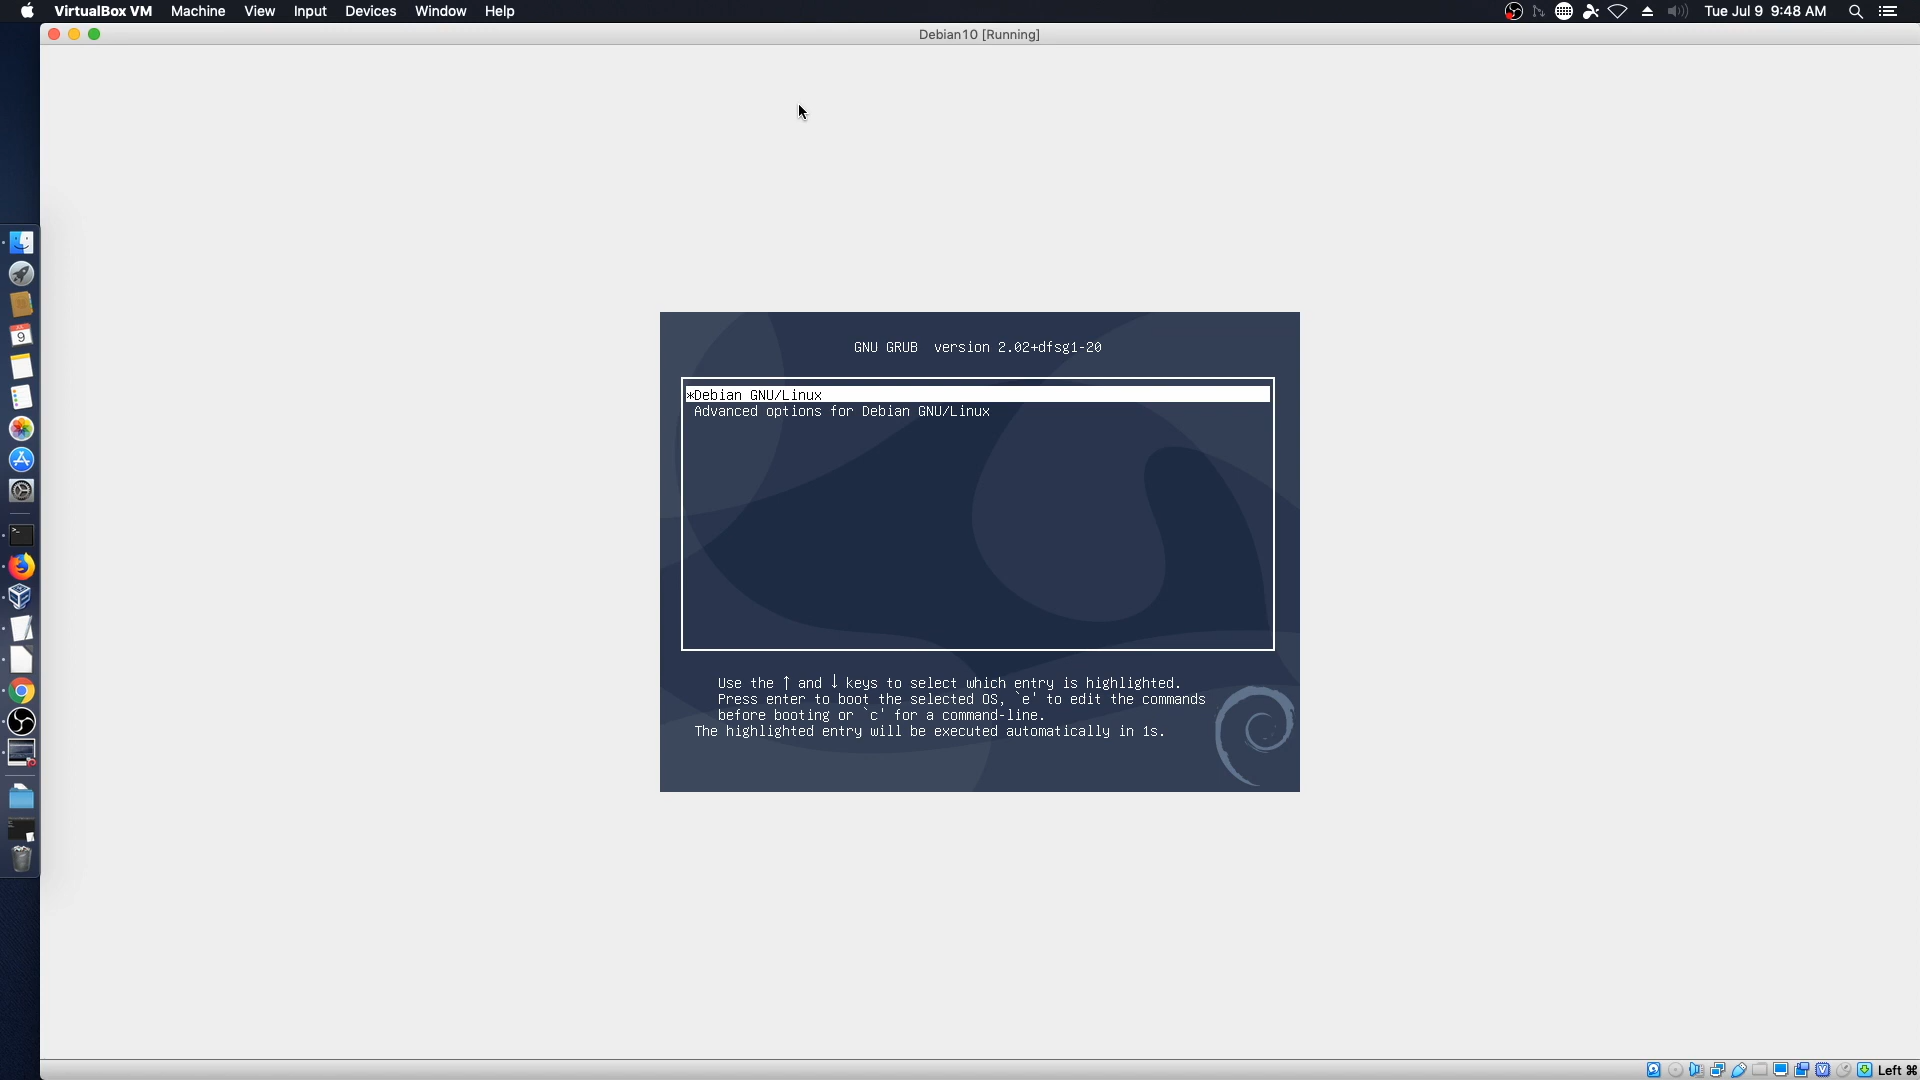 VirtualBox VM Machine View Input Devices Window Help Tue Jul 9 9:48 AM
Debian10 [Running]
GNU GRUB version 2.02+dfsg1-20
*Debian GNU/Linux
Advanced options for Debian GNU/Linux
Use the ↑ and ↓ keys to select which entry is highlighted.
Press enter to boot the selected OS, `e' to edit the commands
before booting or `c' for a command-line.
The highlighted entry will be executed automatically in 1s.
9
Left ⌘